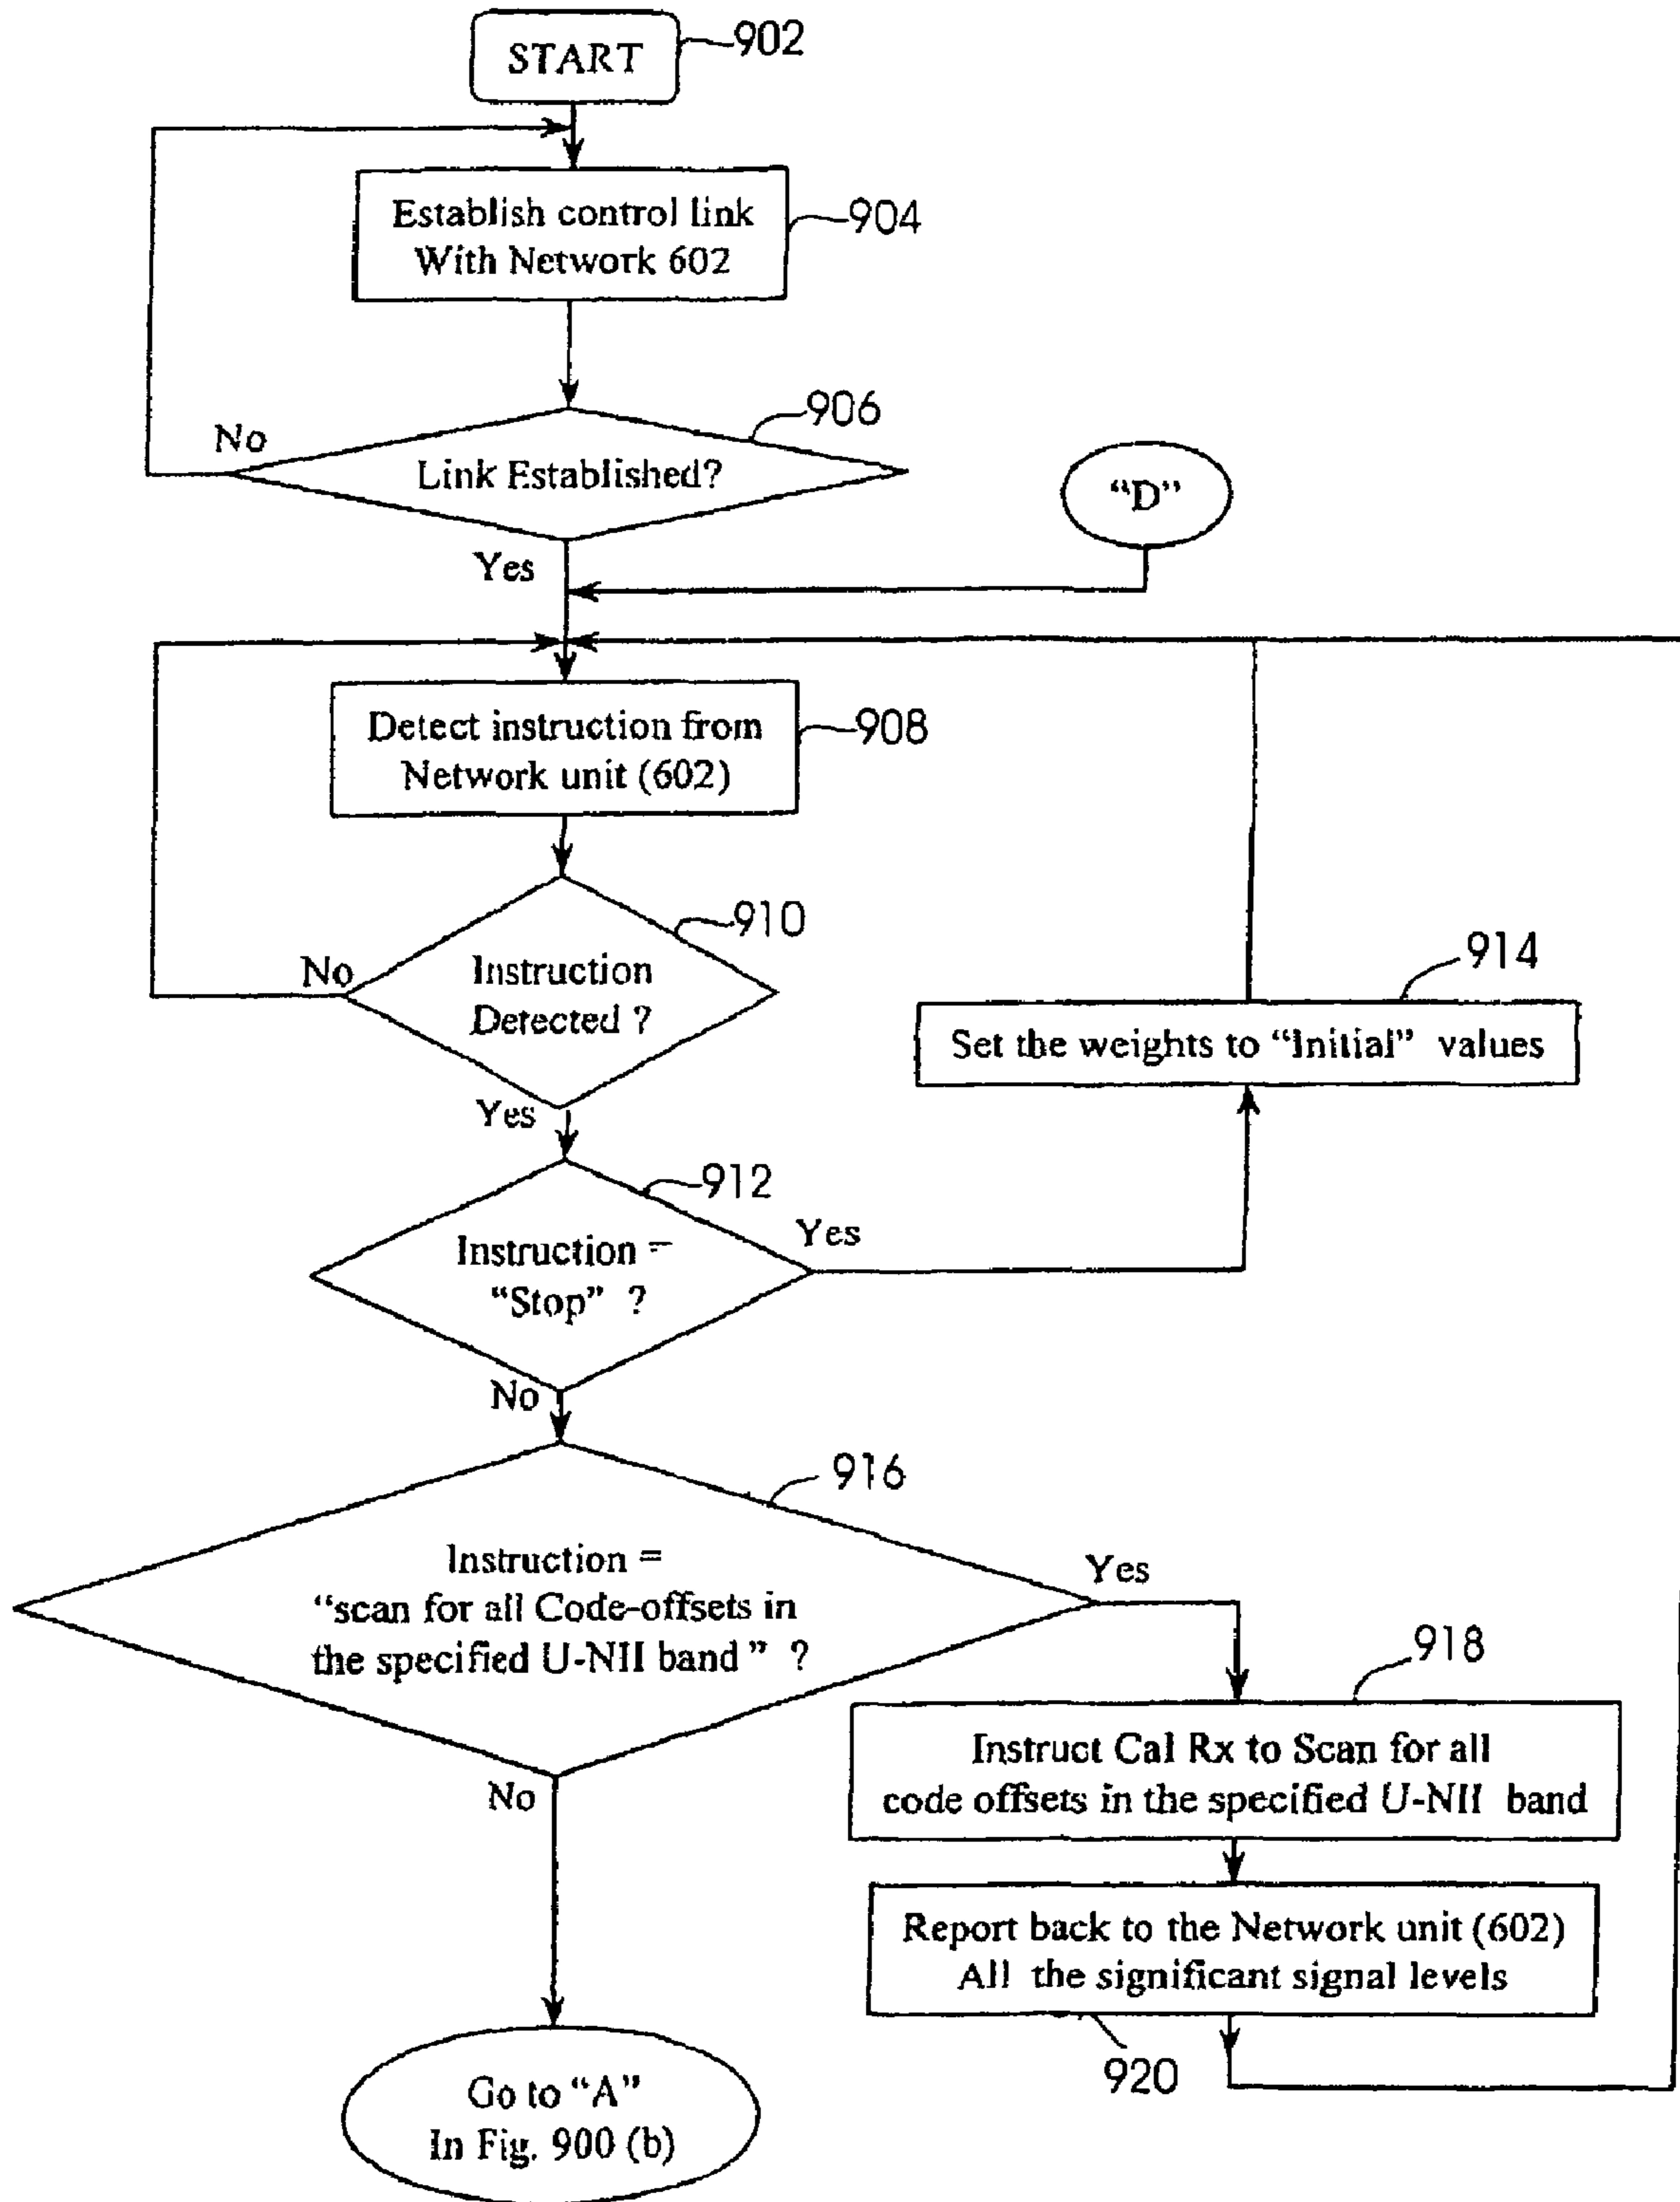 START
902
Establish control link
With Network 602
904
906
No
Link Established?
"D"
Yes
Detect instruction from
Network unit (602)
908
910
No
Instruction
Detected ?
914
Set the weights to "Initial" values
Yes
912
Yes
Instruction =
"Stop" ?
No
916
Instruction =
"scan for all Code-offsets in
the specified U-NII band" ?
Yes
918
Instruct Cal Rx to Scan for all
code offsets in the specified U-NII band
No
Report back to the Network unit (602)
All the significant signal levels
920
Go to "A"
In Fig. 900 (b)